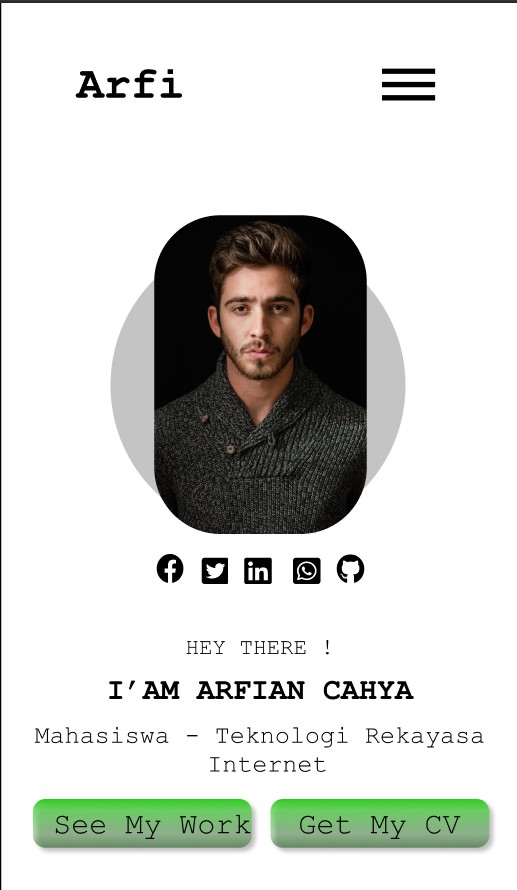 Arfi
HEY THERE !
I’AM ARFIAN CAHYA
Mahasiswa - Teknologi Rekayasa
Internet
See My Work
Get My CV